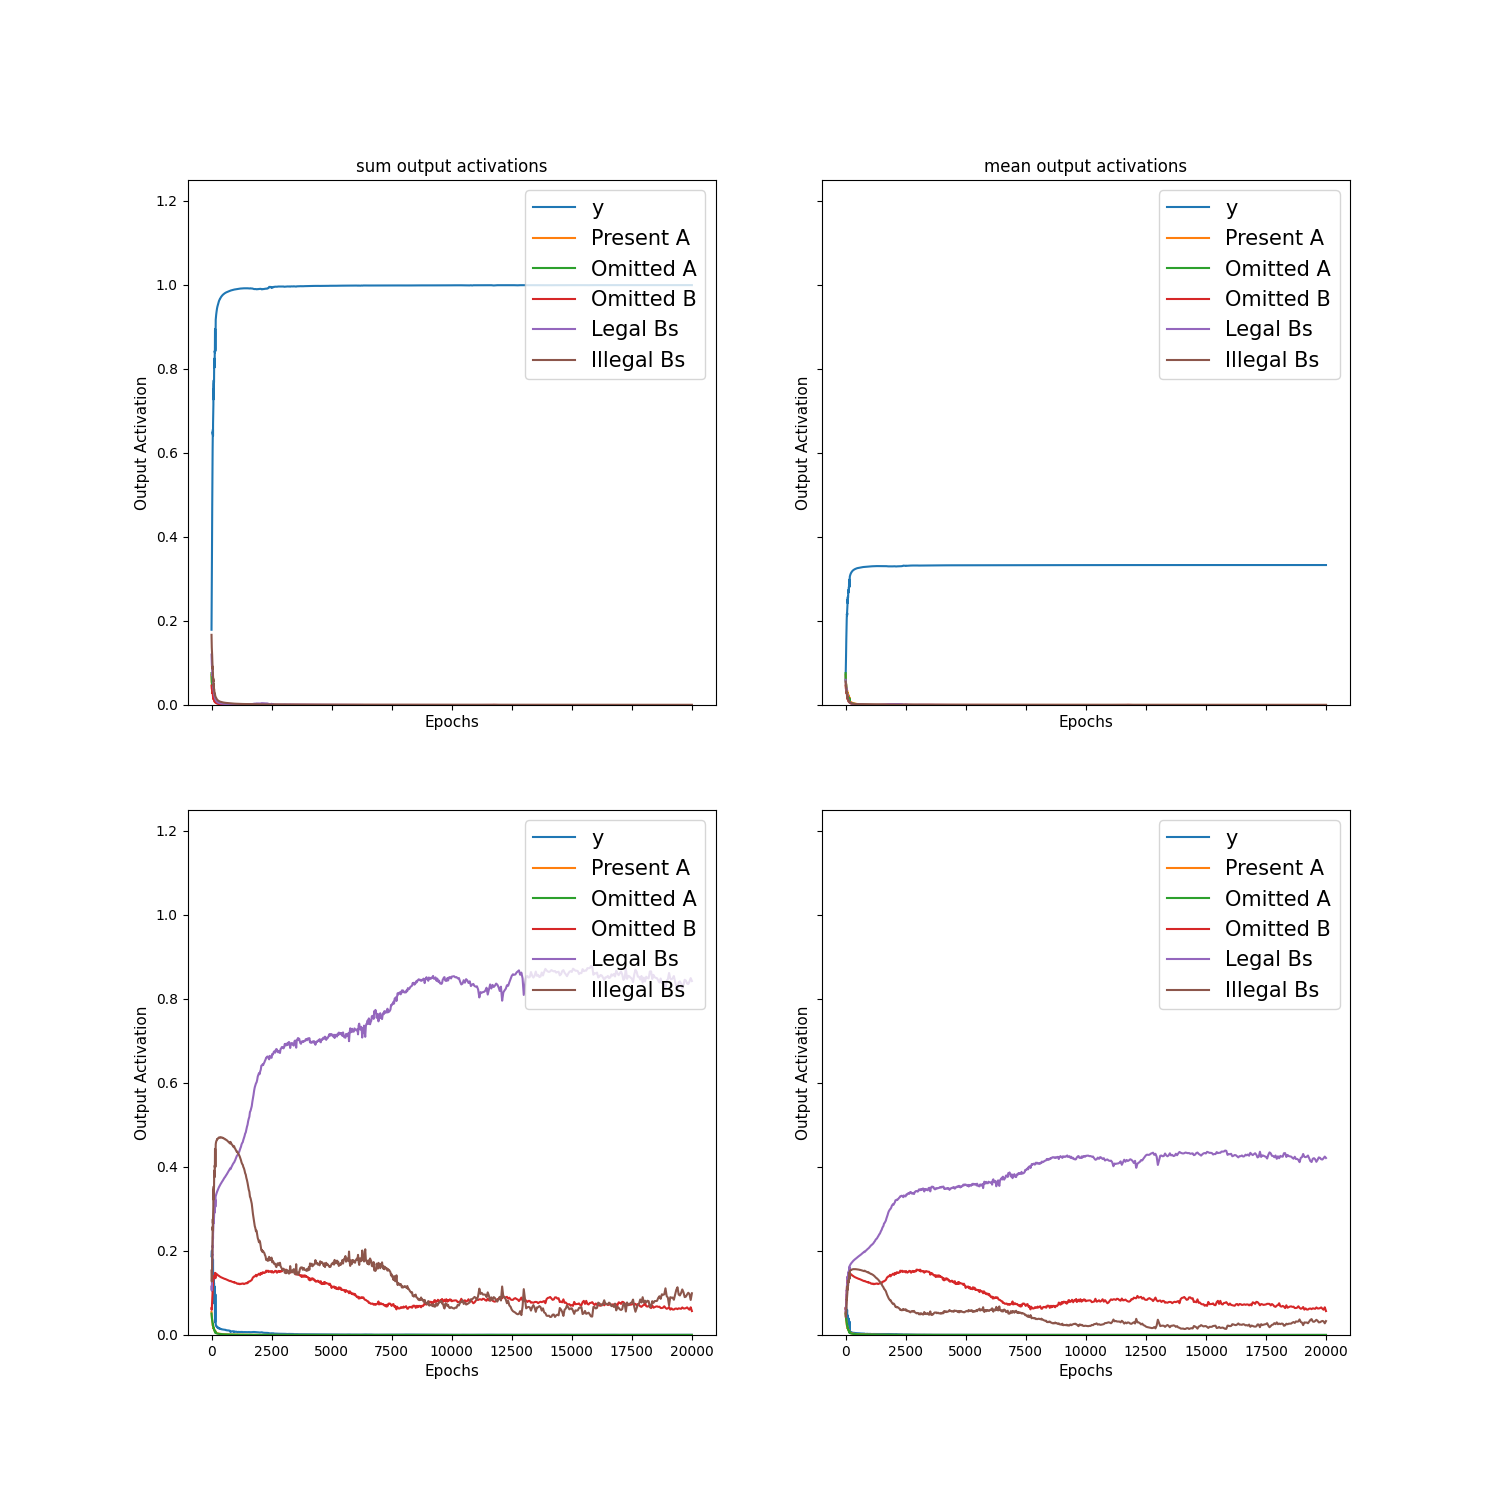 sum output activations
1.2
1.0
0.8
0.6
0.4
0.2
0.0
Output Activation
Epochs
y
Present A
Omitted A
Omitted B
Legal Bs
Illegal Bs
mean output activations
Output Activation
Epochs
y
Present A
Omitted A
Omitted B
Legal Bs
Illegal Bs
1.2
1.0
0.8
0.6
0.4
0.2
0.0
Output Activation
0 2500 5000 7500 10000 12500 15000 17500 20000
Epochs
y
Present A
Omitted A
Omitted B
Legal Bs
Illegal Bs
Output Activation
0 2500 5000 7500 10000 12500 15000 17500 20000
Epochs
y
Present A
Omitted A
Omitted B
Legal Bs
Illegal Bs